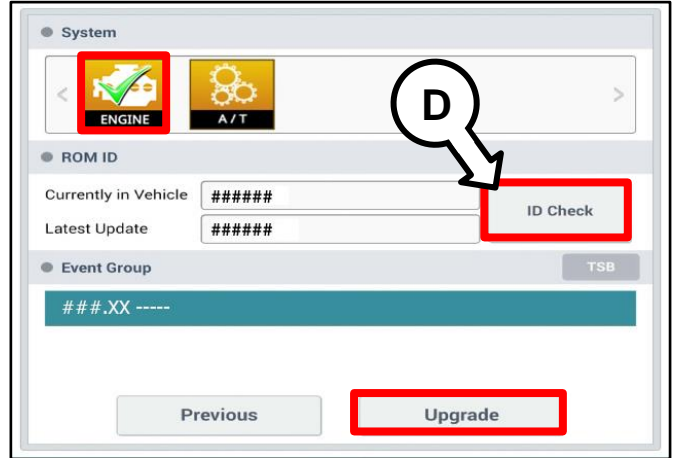 System
ENGINE
A/T
D
<
>
ROM ID
Currently in Vehicle ######
ID Check
Latest Update ######
Event Group
TSB
###.XX -----
Previous
Upgrade